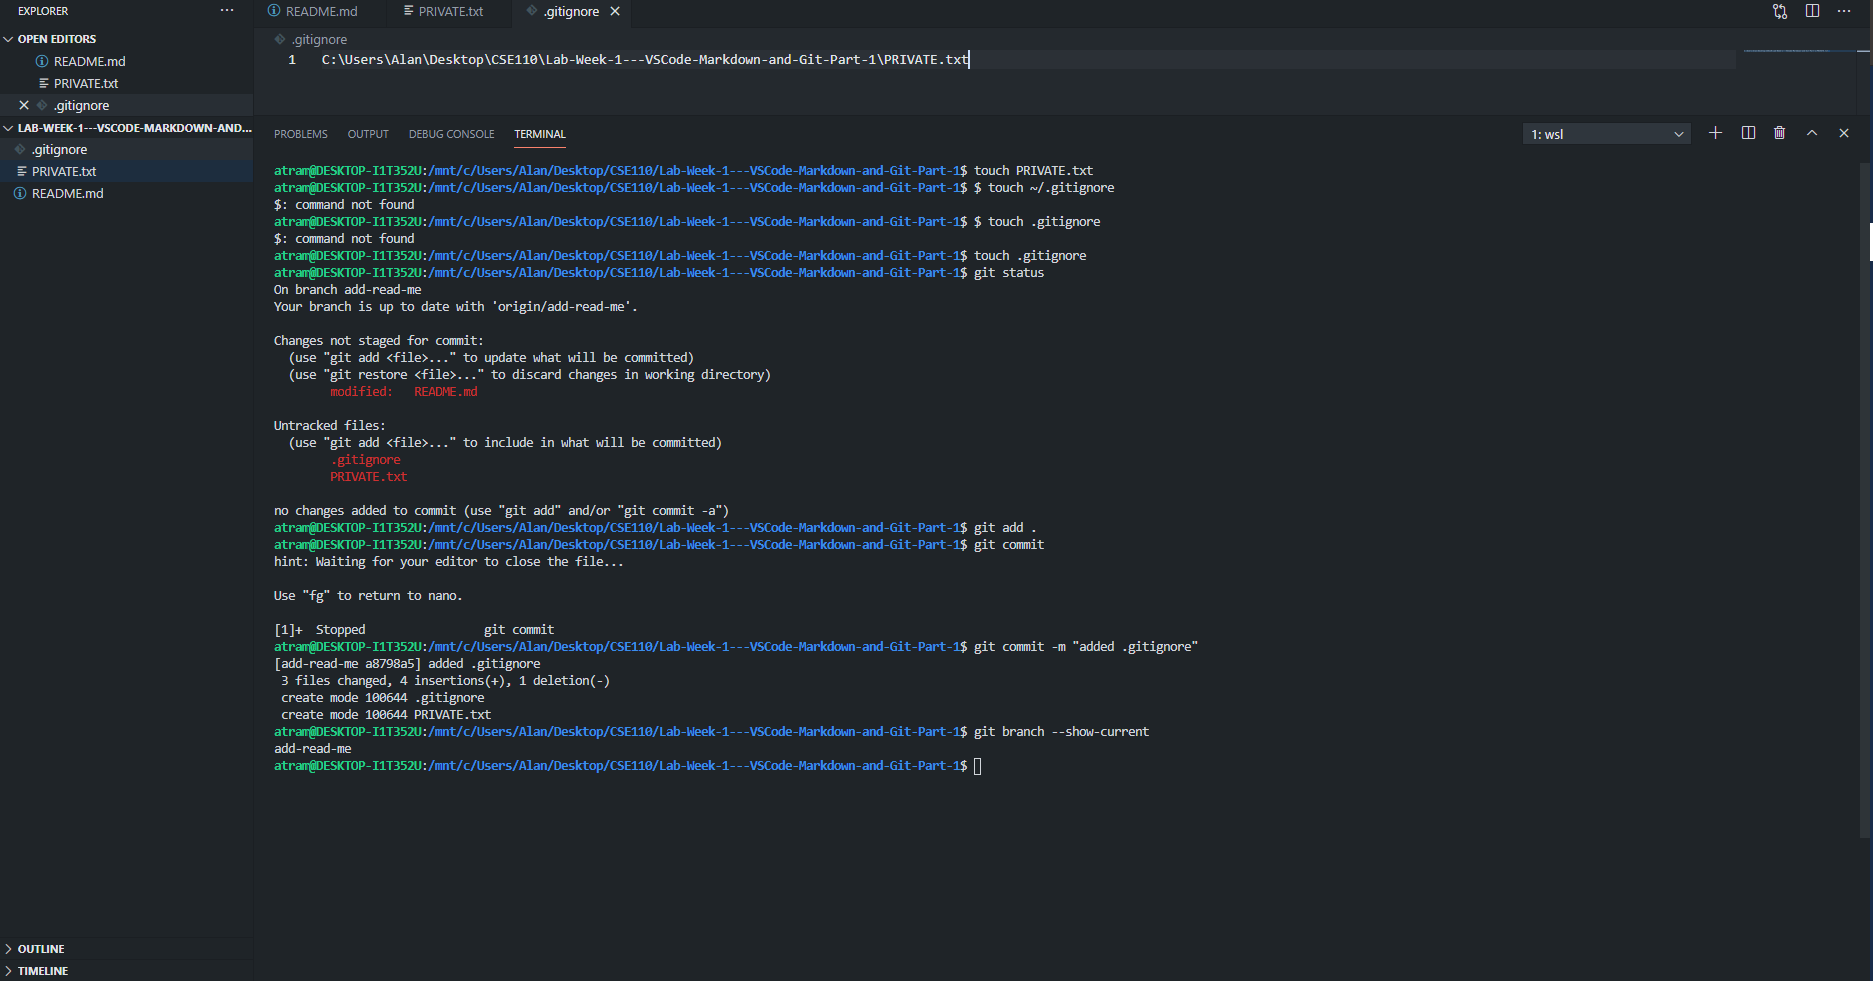 EXPLORER
···
README.md
PRIVATE.txt
.gitignore
OPEN EDITORS
README.md
PRIVATE.txt
.gitignore
LAB-WEEK-1---VSCODE-MARKDOWN-AND...
.gitignore
PRIVATE.txt
README.md
OUTLINE
TIMELINE
.gitignore
1 C:\Users\Alan\Desktop\CSE110\Lab-Week-1---VSCode-Markdown-and-Git-Part-1\PRIVATE.txt
PROBLEMS OUTPUT DEBUG CONSOLE TERMINAL
1: wsl
atram@DESKTOP-I1T352U:/mnt/c/Users/Alan/Desktop/CSE110/Lab-Week-1---VSCode-Markdown-and-Git-Part-1$ touch PRIVATE.txt
atram@DESKTOP-I1T352U:/mnt/c/Users/Alan/Desktop/CSE110/Lab-Week-1---VSCode-Markdown-and-Git-Part-1$ $ touch ~/.gitignore
$: command not found
atram@DESKTOP-I1T352U:/mnt/c/Users/Alan/Desktop/CSE110/Lab-Week-1---VSCode-Markdown-and-Git-Part-1$ $ touch .gitignore
$: command not found
atram@DESKTOP-I1T352U:/mnt/c/Users/Alan/Desktop/CSE110/Lab-Week-1---VSCode-Markdown-and-Git-Part-1$ touch .gitignore
atram@DESKTOP-I1T352U:/mnt/c/Users/Alan/Desktop/CSE110/Lab-Week-1---VSCode-Markdown-and-Git-Part-1$ git status
On branch add-read-me
Your branch is up to date with 'origin/add-read-me'.
Changes not staged for commit:
(use "git add <file>..." to update what will be committed)
(use "git restore <file>..." to discard changes in working directory)
modified: README.md
Untracked files:
(use "git add <file>..." to include in what will be committed)
.gitignore
PRIVATE.txt
no changes added to commit (use "git add" and/or "git commit -a")
atram@DESKTOP-I1T352U:/mnt/c/Users/Alan/Desktop/CSE110/Lab-Week-1---VSCode-Markdown-and-Git-Part-1$ git add .
atram@DESKTOP-I1T352U:/mnt/c/Users/Alan/Desktop/CSE110/Lab-Week-1---VSCode-Markdown-and-Git-Part-1$ git commit
hint: Waiting for your editor to close the file...
Use "fg" to return to nano.
[1]+ Stopped git commit
atram@DESKTOP-I1T352U:/mnt/c/Users/Alan/Desktop/CSE110/Lab-Week-1---VSCode-Markdown-and-Git-Part-1$ git commit -m "added .gitignore"
[add-read-me a8798a5] added .gitignore
3 files changed, 4 insertions(+), 1 deletion(-)
create mode 100644 .gitignore
create mode 100644 PRIVATE.txt
atram@DESKTOP-I1T352U:/mnt/c/Users/Alan/Desktop/CSE110/Lab-Week-1---VSCode-Markdown-and-Git-Part-1$ git branch --show-current
add-read-me
atram@DESKTOP-I1T352U:/mnt/c/Users/Alan/Desktop/CSE110/Lab-Week-1---VSCode-Markdown-and-Git-Part-1$